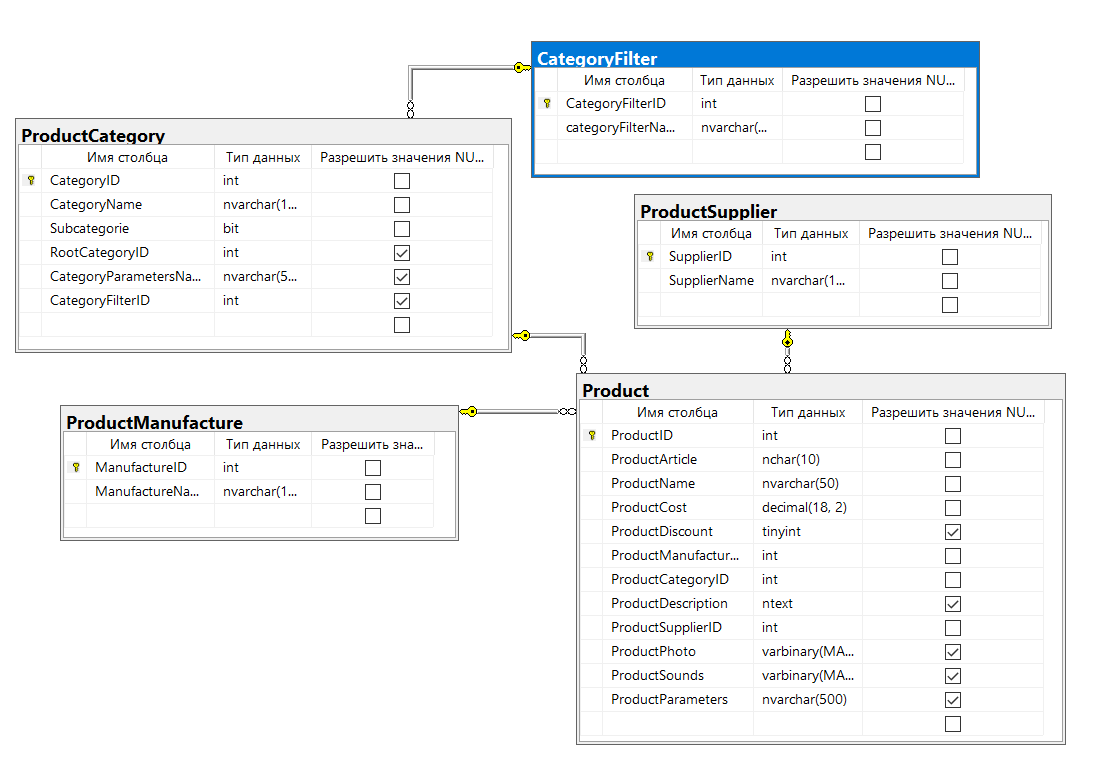 CategoryFilter
Имя столбца Тип данных Разрешить значения NU...
CategoryFilterID int
categoryFilterNa... nvarchar(...
ProductCategory
Имя столбца Тип данных Разрешить значения NU...
CategoryID int
CategoryName nvarchar(1...
Subcategorie bit
RootCategoryID int
CategoryParametersNa... nvarchar(5...
CategoryFilterID int
ProductSupplier
Имя столбца Тип данных Разрешить значения NU...
SupplierID int
SupplierName nvarchar(1...
ProductManufacture
Имя столбца Тип данных Разрешить зна...
ManufactureID int
ManufactureNa... nvarchar(1...
Product
Имя столбца Тип данных Разрешить значения NU...
ProductID int
ProductArticle nchar(10)
ProductName nvarchar(50)
ProductCost decimal(18, 2)
ProductDiscount tinyint
ProductManufactur... int
ProductCategoryID int
ProductDescription ntext
ProductSupplierID int
ProductPhoto varbinary(MA...
ProductSounds varbinary(MA...
ProductParameters nvarchar(500)